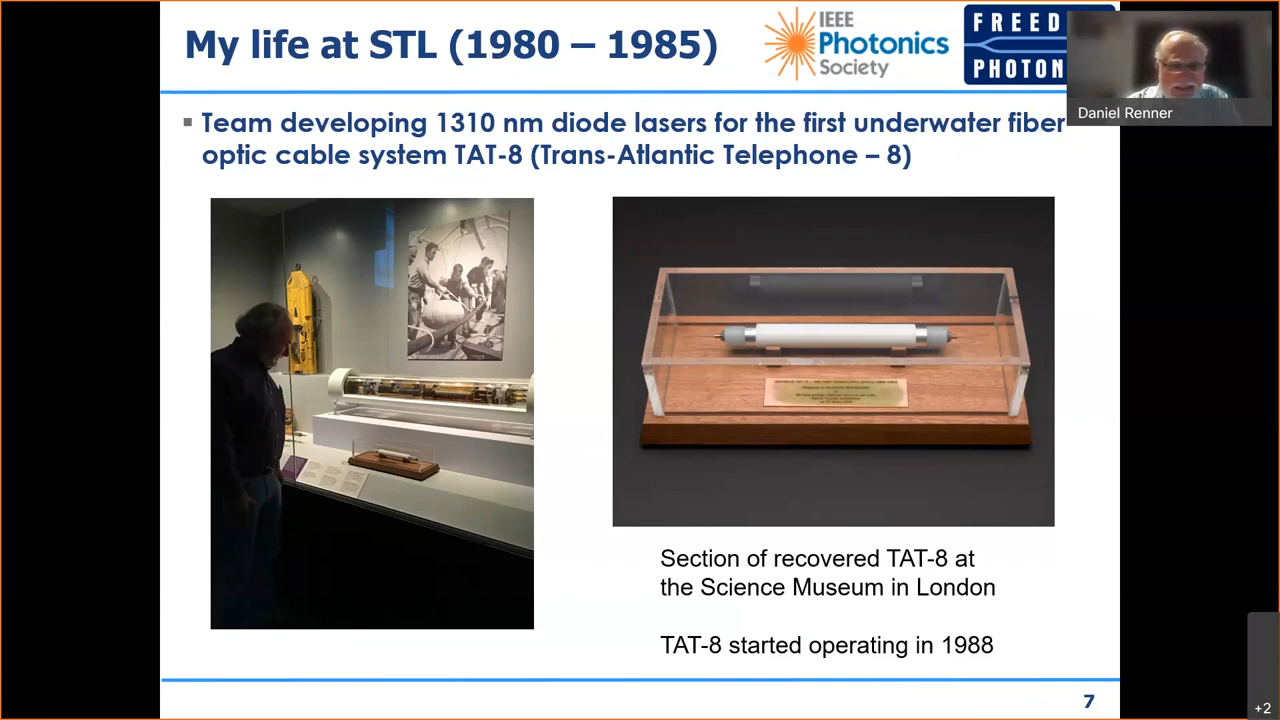 My life at STL (1980 – 1985)
IEEE
Photonics
Society
FREED
PHOTON
Daniel Renner
▪ Team developing 1310 nm diode lasers for the first underwater fiber
optic cable system TAT-8 (Trans-Atlantic Telephone – 8)
Section of recovered TAT-8 at
the Science Museum in London
TAT-8 started operating in 1988
7
+2